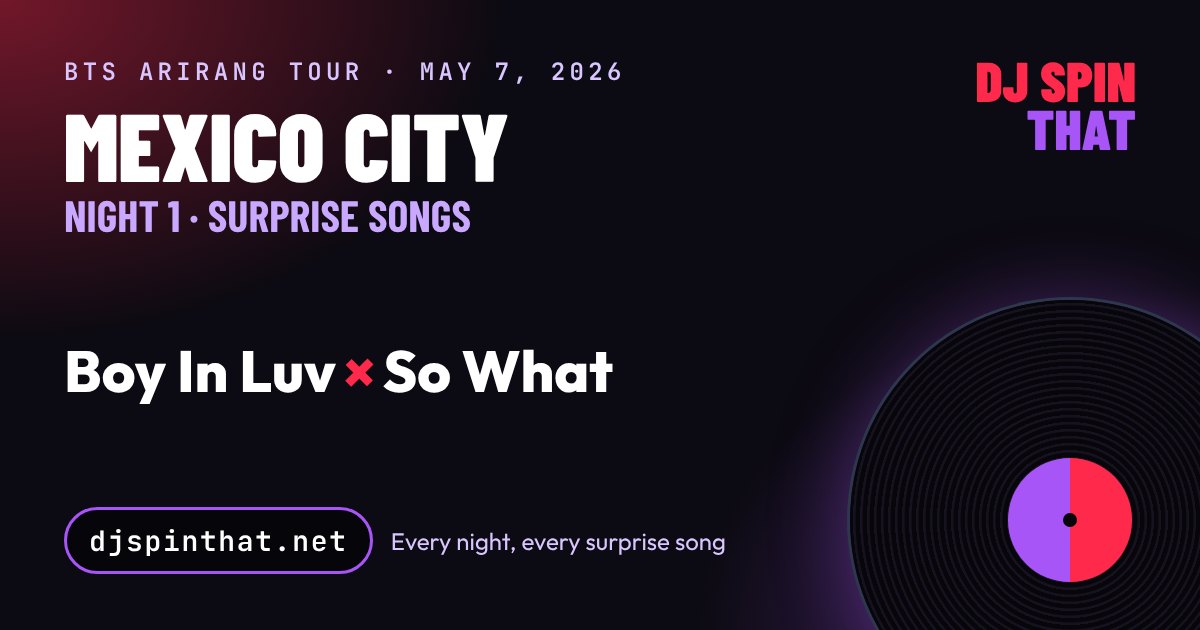 BTS ARIRANG TOUR · MAY 7, 2026
DJ SPIN
THAT
MEXICO CITY
NIGHT 1 · SURPRISE SONGS
Boy In Luv × So What
djspinthat.net
Every night, every surprise song